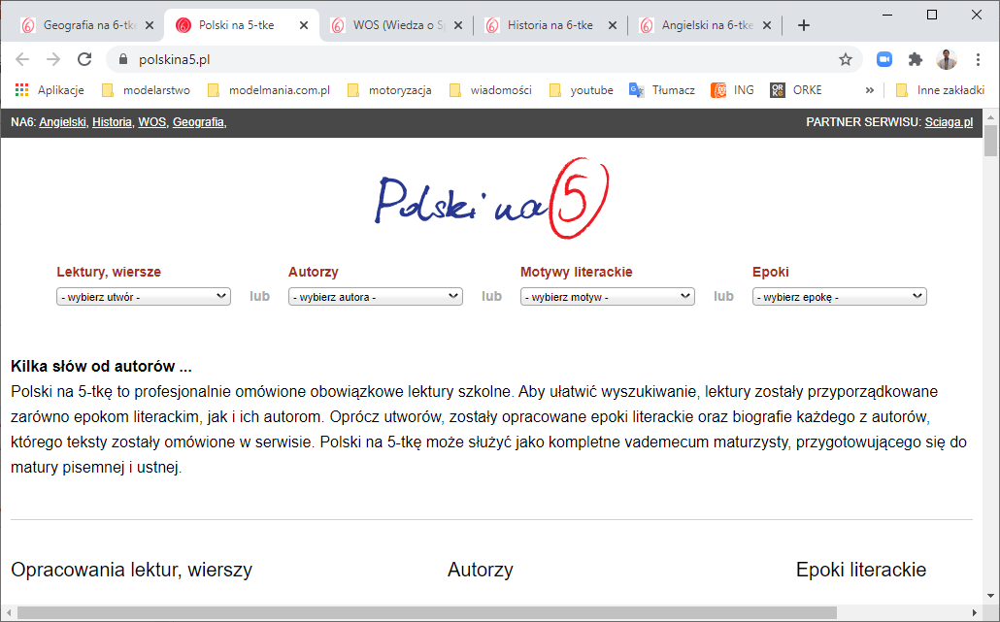 Geografia na 6-tk
Polski na 5-tke
WOS (Wiedza o S
Historia na 6-tke
Angielski na 6-tke
polskina5.pl
Aplikacje modelarstwo modelmania.com.pl motoryzacja wiadomości youtube Tłumacz ING ORKE » Inne zakładki
NA6: Angielski, Historia, WOS, Geografia, PARTNER SERWISU: Sciaga.pl
Polski na 5
Lektury, wiersze Autorzy Motywy literackie Epoki
- wybierz utwór - lub - wybierz autora - lub - wybierz motyw - lub - wybierz epokę -
Kilka słów od autorów ...
Polski na 5-tkę to profesjonalnie omówione obowiązkowe lektury szkolne. Aby ułatwić wyszukiwanie, lektury zostały przyporządkowane
zarówno epokom literackim, jak i ich autorom. Oprócz utworów, zostały opracowane epoki literackie oraz biografie każdego z autorów,
którego teksty zostały omówione w serwisie. Polski na 5-tkę może służyć jako kompletne vademecum maturzysty, przygotowującego się do
matury pisemnej i ustnej.
Opracowania lektur, wierszy Autorzy Epoki literackie